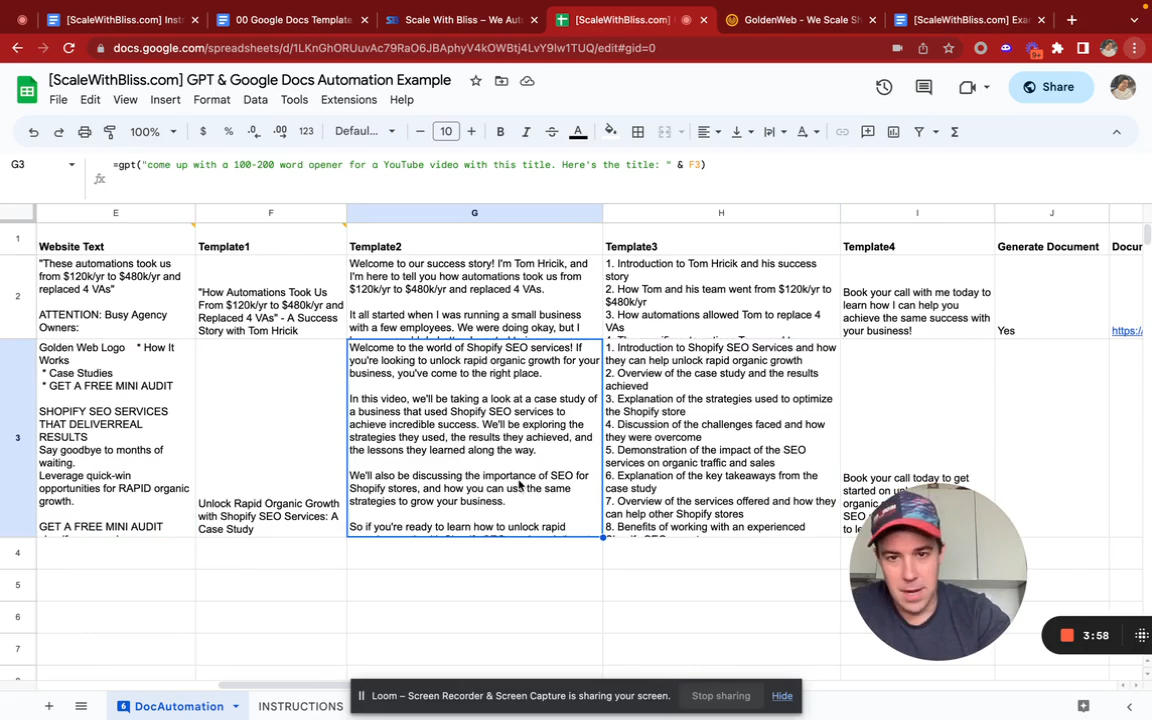 [ScaleWithBliss.com] Inst
00 Google Docs Template
Scale With Bliss – We Aut
[ScaleWithBliss.com]
GoldenWeb - We Scale Sh
[ScaleWithBliss.com] Exa
docs.google.com/spreadsheets/d/1LKnGhORUuvAc79RaO6JBAphyV4kOWBtj4LvY9Iw1TUQ/edit#gid=0
[ScaleWithBliss.com] GPT & Google Docs Automation Example
File Edit View Insert Format Data Tools Extensions Help
Share
100% $ % .0 .00 123 Defaul... − 10 + B I A
G3
=gpt("come up with a 100-200 word opener for a YouTube video with this title. Here's the title: " & F3)
E F G H I J
1 Website Text Template1 Template2 Template3 Template4 Generate Document Docur
2
"These automations took us
from $120k/yr to $480k/yr and
replaced 4 VAs"
ATTENTION: Busy Agency
Owners:
"How Automations Took Us
From $120k/yr to $480k/yr and
Replaced 4 VAs" - A Success
Story with Tom Hricik
Welcome to our success story! I'm Tom Hricik, and
I'm here to tell you how automations took us from
$120k/yr to $480k/yr and replaced 4 VAs.
It all started when I was running a small business
with a few employees. We were doing okay, but I
1. Introduction to Tom Hricik and his success
story
2. How Tom and his team went from $120k/yr to
$480k/yr
3. How automations allowed Tom to replace 4
VAs
Book your call with me today to
learn how I can help you
achieve the same success with
your business!
Yes
https:/
3
Golden Web Logo * How It
Works
* Case Studies
* GET A FREE MINI AUDIT
SHOPIFY SEO SERVICES
THAT DELIVERREAL
RESULTS
Say goodbye to months of
waiting.
Leverage quick-win
opportunities for RAPID organic
growth.
GET A FREE MINI AUDIT
Unlock Rapid Organic Growth
with Shopify SEO Services: A
Case Study
Welcome to the world of Shopify SEO services! If
you're looking to unlock rapid organic growth for your
business, you've come to the right place.
In this video, we'll be taking a look at a case study of
a business that used Shopify SEO services to
achieve incredible success. We'll be exploring the
strategies they used, the results they achieved, and
the lessons they learned along the way.
We'll also be discussing the importance of SEO for
Shopify stores, and how you can use the same
strategies to grow your business.
So if you're ready to learn how to unlock rapid
1. Introduction to Shopify SEO Services and how
they can help unlock rapid organic growth
2. Overview of the case study and the results
achieved
3. Explanation of the strategies used to optimize
the Shopify store
4. Discussion of the challenges faced and how
they were overcome
5. Demonstration of the impact of the SEO
services on organic traffic and sales
6. Explanation of the key takeaways from the
case study
7. Overview of the services offered and how they
can help other Shopify stores
8. Benefits of working with an experienced
Book your call today to get
started on
organic
SEO
to le
4
5
6
7
3:58
Loom – Screen Recorder & Screen Capture is sharing your screen. Stop sharing Hide
6 DocAutomation INSTRUCTIONS